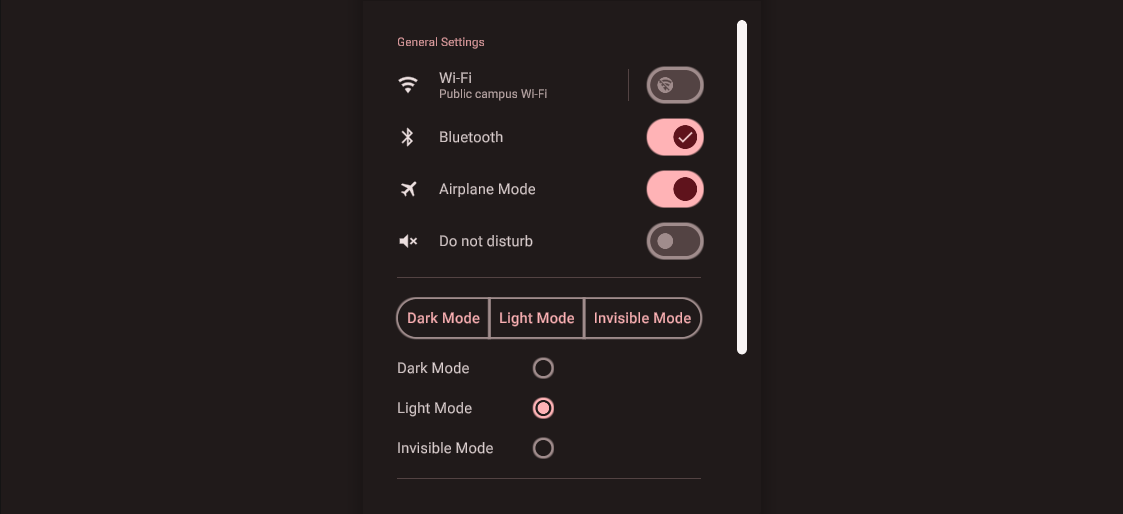 General Settings
Wi-Fi
Public campus Wi-Fi
Bluetooth
Airplane Mode
Do not disturb
Dark Mode Light Mode Invisible Mode
Dark Mode
Light Mode
Invisible Mode